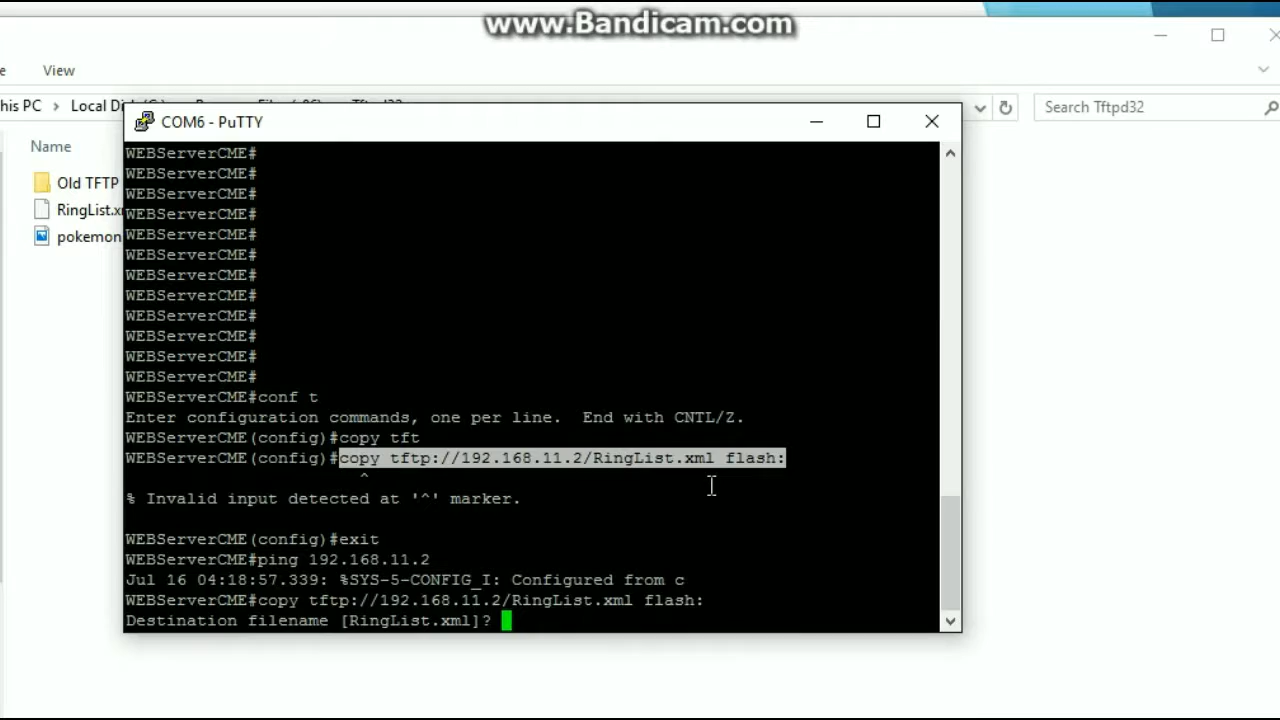 www.Bandicam.com
View
his PC > Local Dis
Search Tftpd32
COM6 - PuTTY
Name
Old TFTP
RingList.x
pokemon
WEBServerCME#
WEBServerCME#
WEBServerCME#
WEBServerCME#
WEBServerCME#
WEBServerCME#
WEBServerCME#
WEBServerCME#
WEBServerCME#
WEBServerCME#
WEBServerCME#
WEBServerCME#
WEBServerCME#conf t
Enter configuration commands, one per line.  End with CNTL/Z.
WEBServerCME(config)#copy tft
WEBServerCME(config)#copy tftp://192.168.11.2/RingList.xml flash:
^
% Invalid input detected at '^' marker.
WEBServerCME(config)#exit
WEBServerCME#ping 192.168.11.2
Jul 16 04:18:57.339: %SYS-5-CONFIG_I: Configured from c
WEBServerCME#copy tftp://192.168.11.2/RingList.xml flash:
Destination filename [RingList.xml]?